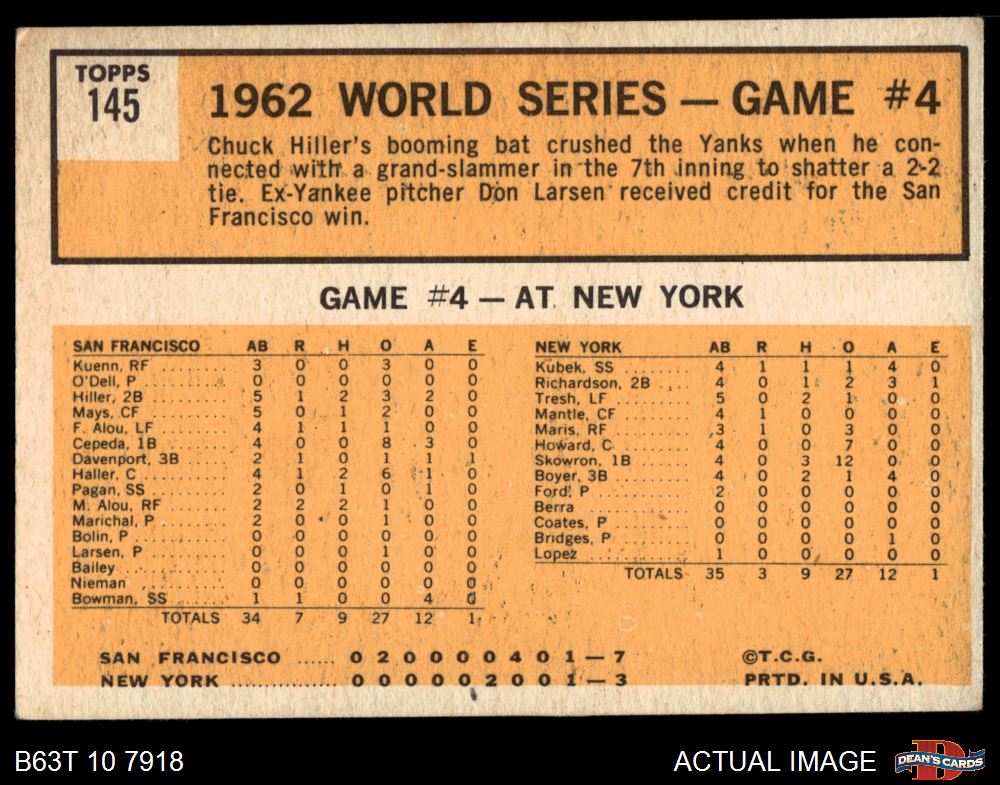 TOPPS
145
1962 WORLD SERIES — GAME #4
Chuck Hiller's booming bat crushed the Yanks when he con-
nected with a grand-slammer in the 7th inning to shatter a 2-2
tie. Ex-Yankee pitcher Don Larsen received credit for the San
Francisco win.
GAME #4 — AT NEW YORK
SAN FRANCISCO AB R H O A E
Kuenn, RF ........ 3 0 0 3 0 0
O'Dell, P ........ 0 0 0 0 0 0
Hiller, 2B ........ 5 1 2 3 2 0
Mays, CF ........ 5 0 1 2 0 0
F. Alou, LF ...... 4 1 1 1 0 0
Cepeda, 1B ...... 4 0 0 8 3 0
Davenport, 3B .... 2 1 0 1 1 1
Haller, C ........ 4 1 2 6 1 0
Pagan, SS ........ 2 0 1 0 1 0
M. Alou, RF ...... 2 2 2 1 0 0
Marichal, P ...... 2 0 0 1 0 0
Bolin, P ........ 0 0 0 0 0 0
Larsen, P ........ 0 0 0 1 0 0
Bailey .......... 0 0 0 0 0 0
Nieman .......... 0 0 0 0 0 0
Bowman, SS ...... 1 1 0 0 4 0
TOTALS 34 7 9 27 12 1
NEW YORK AB R H O A E
Kubek, SS ........ 4 1 1 1 4 0
Richardson, 2B .... 4 0 1 2 3 1
Tresh, LF ........ 5 0 2 1 0 0
Mantle, CF ...... 4 1 0 0 0 0
Maris, RF ........ 3 1 0 3 0 0
Howard, C ........ 4 0 0 7 0 0
Skowron, 1B ...... 4 0 3 12 0 0
Boyer, 3B ........ 4 0 2 1 4 0
Ford, P .......... 2 0 0 0 0 0
Berra ............ 0 0 0 0 0 0
Coates, P ........ 0 0 0 0 0 0
Bridges, P ...... 0 0 0 0 1 0
Lopez .......... 1 0 0 0 0 0
TOTALS 35 3 9 27 12 1
SAN FRANCISCO ...... 0 2 0 0 0 0 4 0 1 — 7
NEW YORK .............. 0 0 0 0 0 2 0 0 1 — 3
©T.C.G.
PRTD. IN U.S.A.
B63T 10 7918
ACTUAL IMAGE
D
DEAN'S CARDS